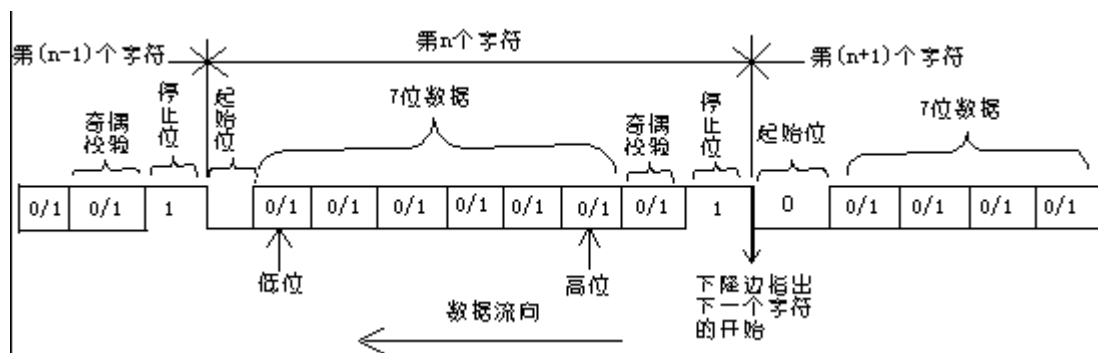 第(n-1)个字符 第n个字符 第(n+1)个字符
奇偶校验 停止位 起始位 7位数据 奇偶校验 停止位 起始位 7位数据
0/1 0/1 1 0/1 0/1 0/1 0/1 0/1 0/1 0/1 1 0 0/1 0/1 0/1 0/1
低位 高位 下降边指出
下一个字符
的开始
数据流向